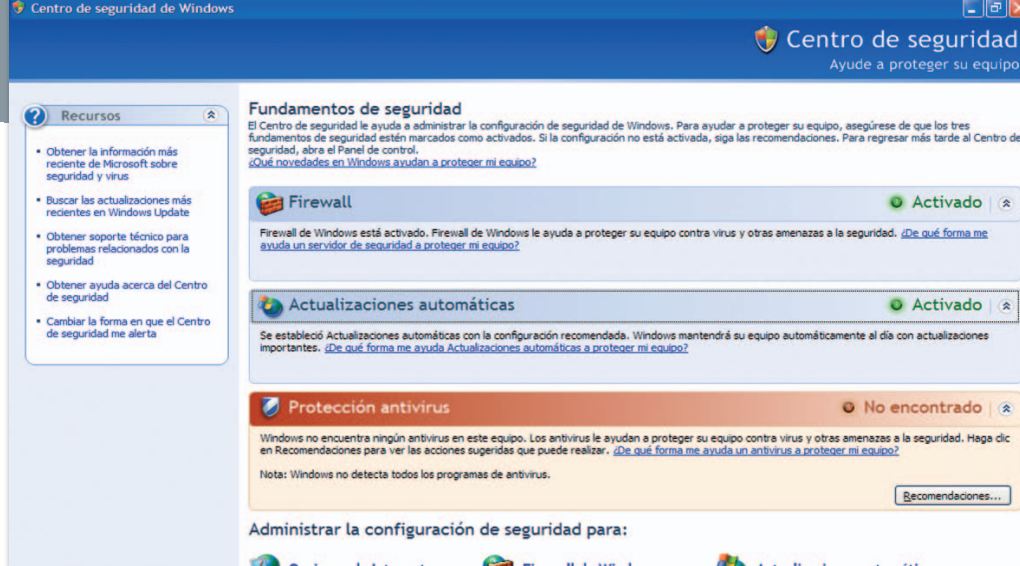 Centro de seguridad de Windows
Centro de seguridad
Ayude a proteger su equipo
Recursos
• Obtener la información más
reciente de Microsoft sobre
seguridad y virus
• Buscar las actualizaciones más
recientes en Windows Update
• Obtener soporte técnico para
problemas relacionados con la
seguridad
• Obtener ayuda acerca del Centro
de seguridad
• Cambiar la forma en que el Centro
de seguridad me alerta
Fundamentos de seguridad
El Centro de seguridad le ayuda a administrar la configuración de seguridad de Windows. Para ayudar a proteger su equipo, asegúrese de que los tres
fundamentos de seguridad estén marcados como activados. Si la configuración no está activada, siga las recomendaciones. Para regresar más tarde al Centro de
seguridad, abra el Panel de control.
¿Qué novedades en Windows ayudan a proteger mi equipo?
Firewall
Activado
Firewall de Windows está activado. Firewall de Windows le ayuda a proteger su equipo contra virus y otras amenazas a la seguridad. ¿De qué forma me
ayuda un servidor de seguridad a proteger mi equipo?
Actualizaciones automáticas
Activado
Se estableció Actualizaciones automáticas con la configuración recomendada. Windows mantendrá su equipo automáticamente al día con actualizaciones
importantes. ¿De qué forma me ayuda Actualizaciones automáticas a proteger mi equipo?
Protección antivirus
No encontrado
Windows no encuentra ningún antivirus en este equipo. Los antivirus le ayudan a proteger su equipo contra virus y otras amenazas a la seguridad. Haga clic
en Recomendaciones para ver las acciones sugeridas que puede realizar. ¿De qué forma me ayuda un antivirus a proteger mi equipo?
Nota: Windows no detecta todos los programas de antivirus.
Recomendaciones...
Administrar la configuración de seguridad para: